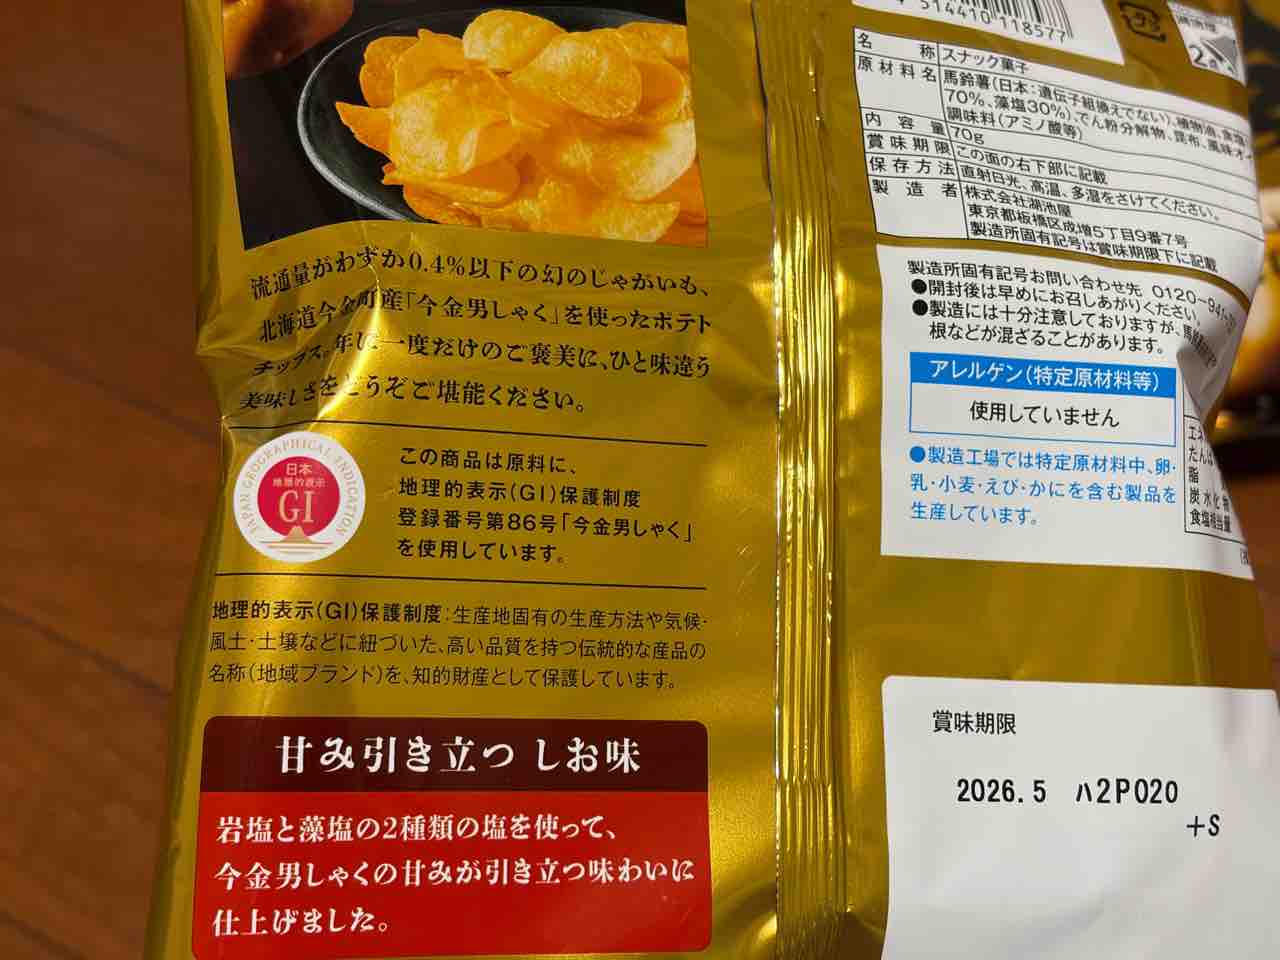 流通量がわずか0.4%以下の幻のじゃがいも、
北海道今金町産「今金男しゃく」を使ったポテト
チップス。年に一度だけのご褒美に、ひと味違う
美味しさをどうぞご堪能ください。
JAPAN GEOGRAPHICAL INDICATION
日本
地理的表示
GI
この商品は原料に、
地理的表示(GI)保護制度
登録番号第86号「今金男しゃく」
を使用しています。
地理的表示(GI)保護制度:生産地固有の生産方法や気候・
風土・土壌などに紐づいた、高い品質を持つ伝統的な産品の
名称(地域ブランド)を、知的財産として保護しています。
甘み引き立つ しお味
岩塩と藻塩の2種類の塩を使って、
今金男しゃくの甘みが引き立つ味わいに
仕上げました。
514410 118577
名称 スナック菓子
原材料名 馬鈴薯(日本:遺伝子組換えでない)、植物油、食塩
70%、藻塩30%)、でん粉分解物、昆布、風味オイ
調味料(アミノ酸等)
内容量 70g
賞味期限 この面の右下部に記載
保存方法 直射日光、高温、多湿をさけてください。
製造者 株式会社湖池屋
東京都板橋区成増5丁目9番7号
製造所固有記号は賞味期限下に記載
製造所固有記号お問い合わせ先 0120-941-
●開封後は早めにお召しあがりください。
●製造には十分注意しておりますが、馬鈴薯の皮や
根などが混ざることがあります。
アレルゲン(特定原材料等)
使用していません
●製造工場では特定原材料中、卵・
乳・小麦・えび・かにを含む製品を
生産しています。
エネ
たんぱ
脂
炭水化物
食塩相当量
賞味期限
2026.5 ハ2P020
+S